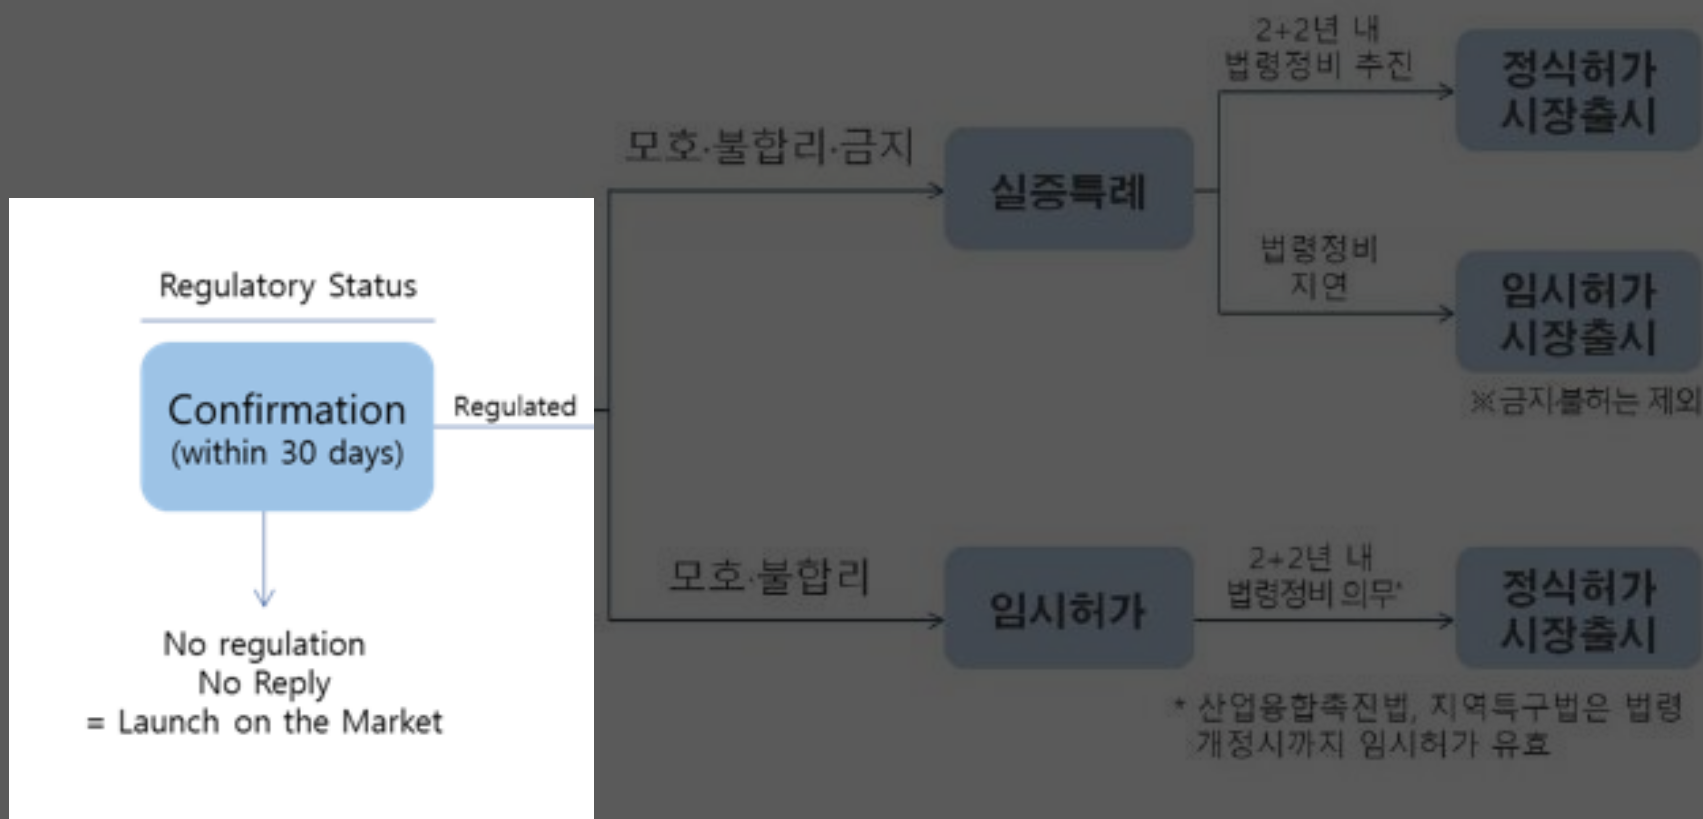 Regulatory Status
Confirmation
(within 30 days)
Regulated
No regulation
No Reply
= Launch on the Market
모호·불합리·금지
실증특례
2+2년 내
법령정비 추진
정식허가
시장출시
법령정비
지연
임시허가
시장출시
※금지·불허는 제외
모호·불합리
임시허가
2+2년 내
법령정비 의무*
정식허가
시장출시
* 산업융합촉진법, 지역특구법은 법령
개정시까지 임시허가 유효